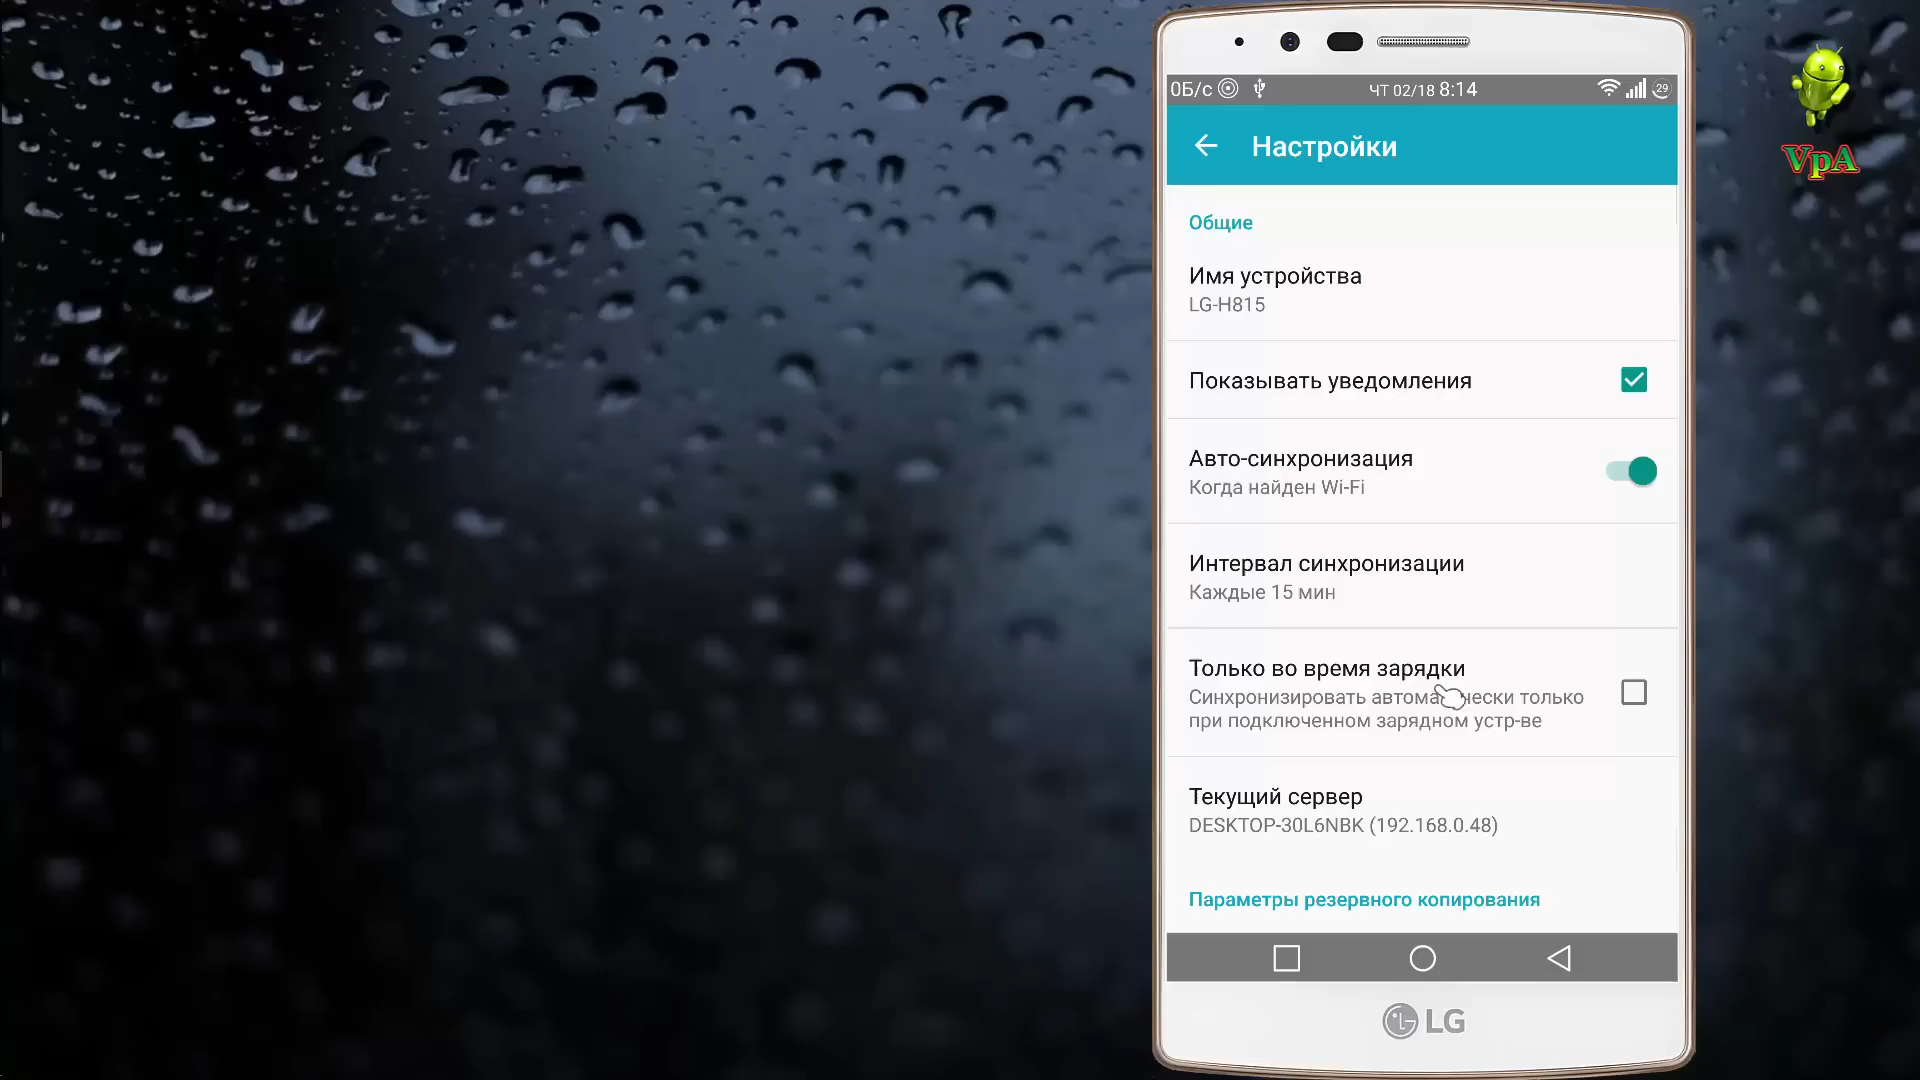 0Б/с ЧТ 02/18 8:14 29
Настройки
VpA
Общие
Имя устройства
LG-H815
Показывать уведомления
Авто-синхронизация
Когда найден Wi-Fi
Интервал синхронизации
Каждые 15 мин
Только во время зарядки
Синхронизировать автоматически только
при подключенном зарядном устр-ве
Текущий сервер
DESKTOP-30L6NBK (192.168.0.48)
Параметры резервного копирования
LG